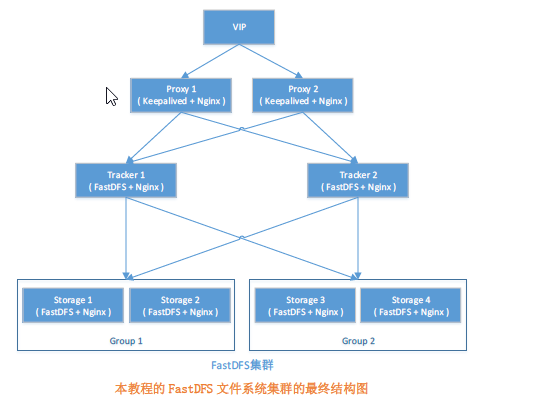 VIP
Proxy 1
( Keepalived + Nginx )
Proxy 2
( Keepalived + Nginx )
Tracker 1
( FastDFS + Nginx )
Tracker 2
( FastDFS + Nginx )
Storage 1
( FastDFS + Nginx )
Storage 2
( FastDFS + Nginx )
Storage 3
( FastDFS + Nginx )
Storage 4
( FastDFS + Nginx )
Group 1
Group 2
FastDFS集群
本教程的 FastDFS 文件系统集群的最终结构图